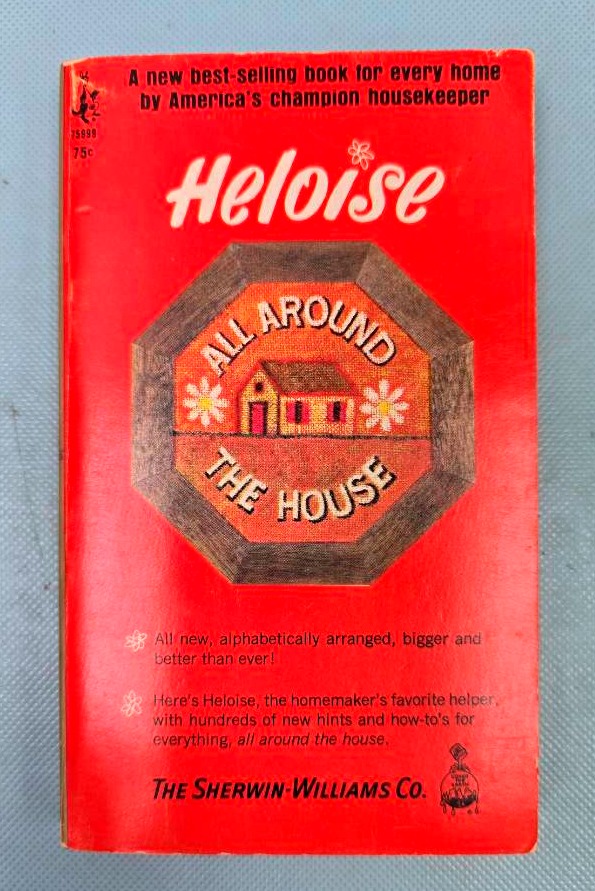 A new best-selling book for every home
by America's champion housekeeper
75c
Heloise
ALL AROUND
THE HOUSE
All new, alphabetically arranged, bigger and
better than ever!
Here's Heloise, the homemaker's favorite helper,
with hundreds of new hints and how-to's for
everything, all around the house.
THE SHERWIN-WILLIAMS CO.